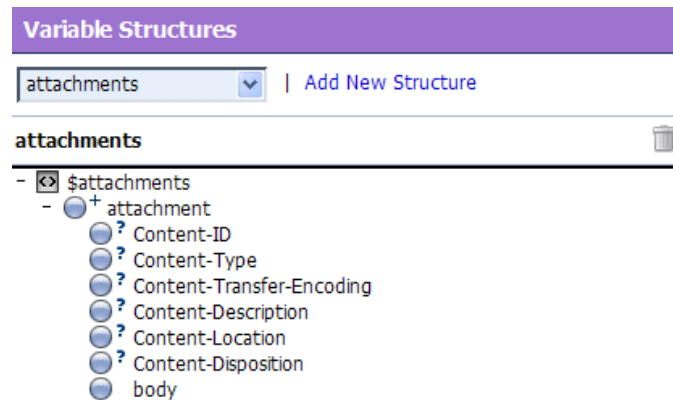 Variable Structures
attachments | Add New Structure
attachments
- <> $attachments
- + attachment
? Content-ID
? Content-Type
? Content-Transfer-Encoding
? Content-Description
? Content-Location
? Content-Disposition
body